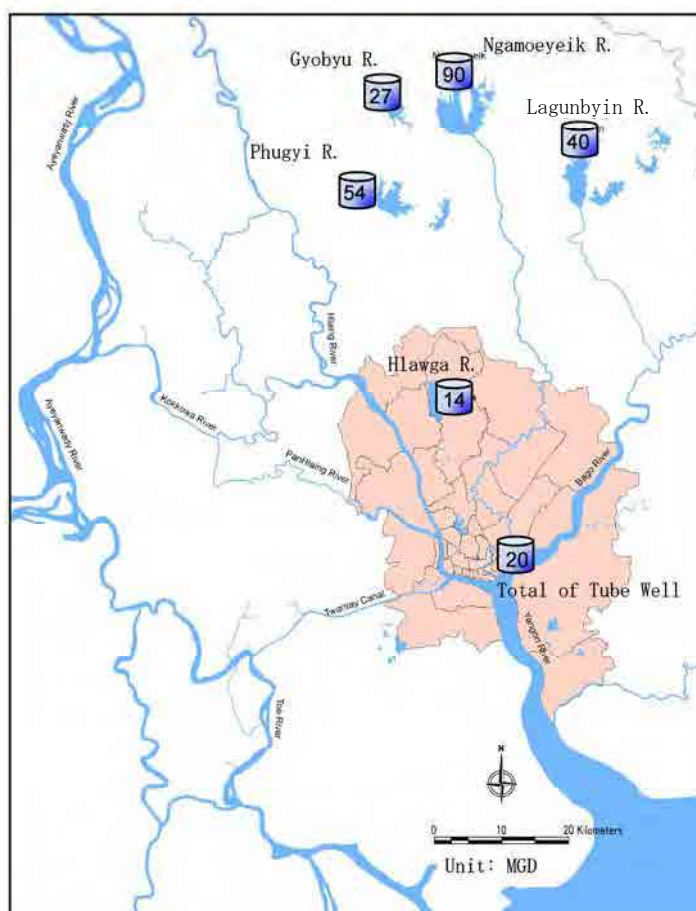 Ngamoeyeik R.
Gyobyu R.
90
27
Lagunbyin R.
40
Phugyi R.
54
Ayeyarwady River
Hlaing River
Hlawga R.
14
Kokkowa River
Ayeyarwady River
PanHlaing River
Bago River
20
Total of Tube Well
Twantay Canal
Yangon River
Toe River
N
0 10 20 Kilometers
Unit: MGD